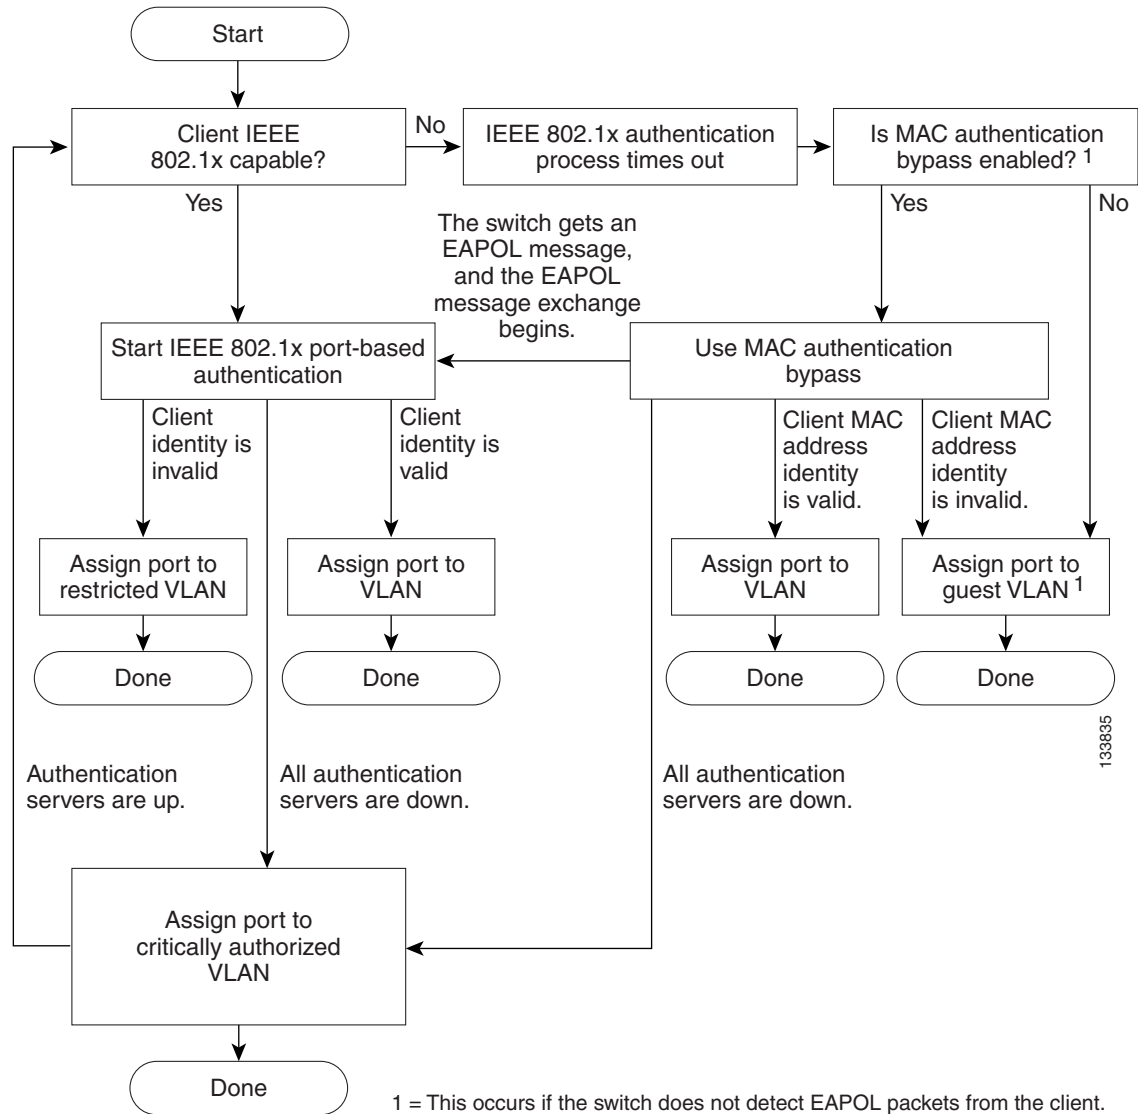 Start
Client IEEE
802.1x capable?
No
IEEE 802.1x authentication
process times out
Is MAC authentication
bypass enabled? 1
Yes
The switch gets an
EAPOL message,
and the EAPOL
message exchange
begins.
Yes
No
Start IEEE 802.1x port-based
authentication
Use MAC authentication
bypass
Client
identity is
invalid
Client
identity is
valid
Client MAC
address
identity
is valid.
Client MAC
address
identity
is invalid.
Assign port to
restricted VLAN
Assign port to
VLAN
Assign port to
VLAN
Assign port to
guest VLAN 1
Done
Done
Done
Done
133835
Authentication
servers are up.
All authentication
servers are down.
All authentication
servers are down.
Assign port to
critically authorized
VLAN
Done
1 = This occurs if the switch does not detect EAPOL packets from the client.